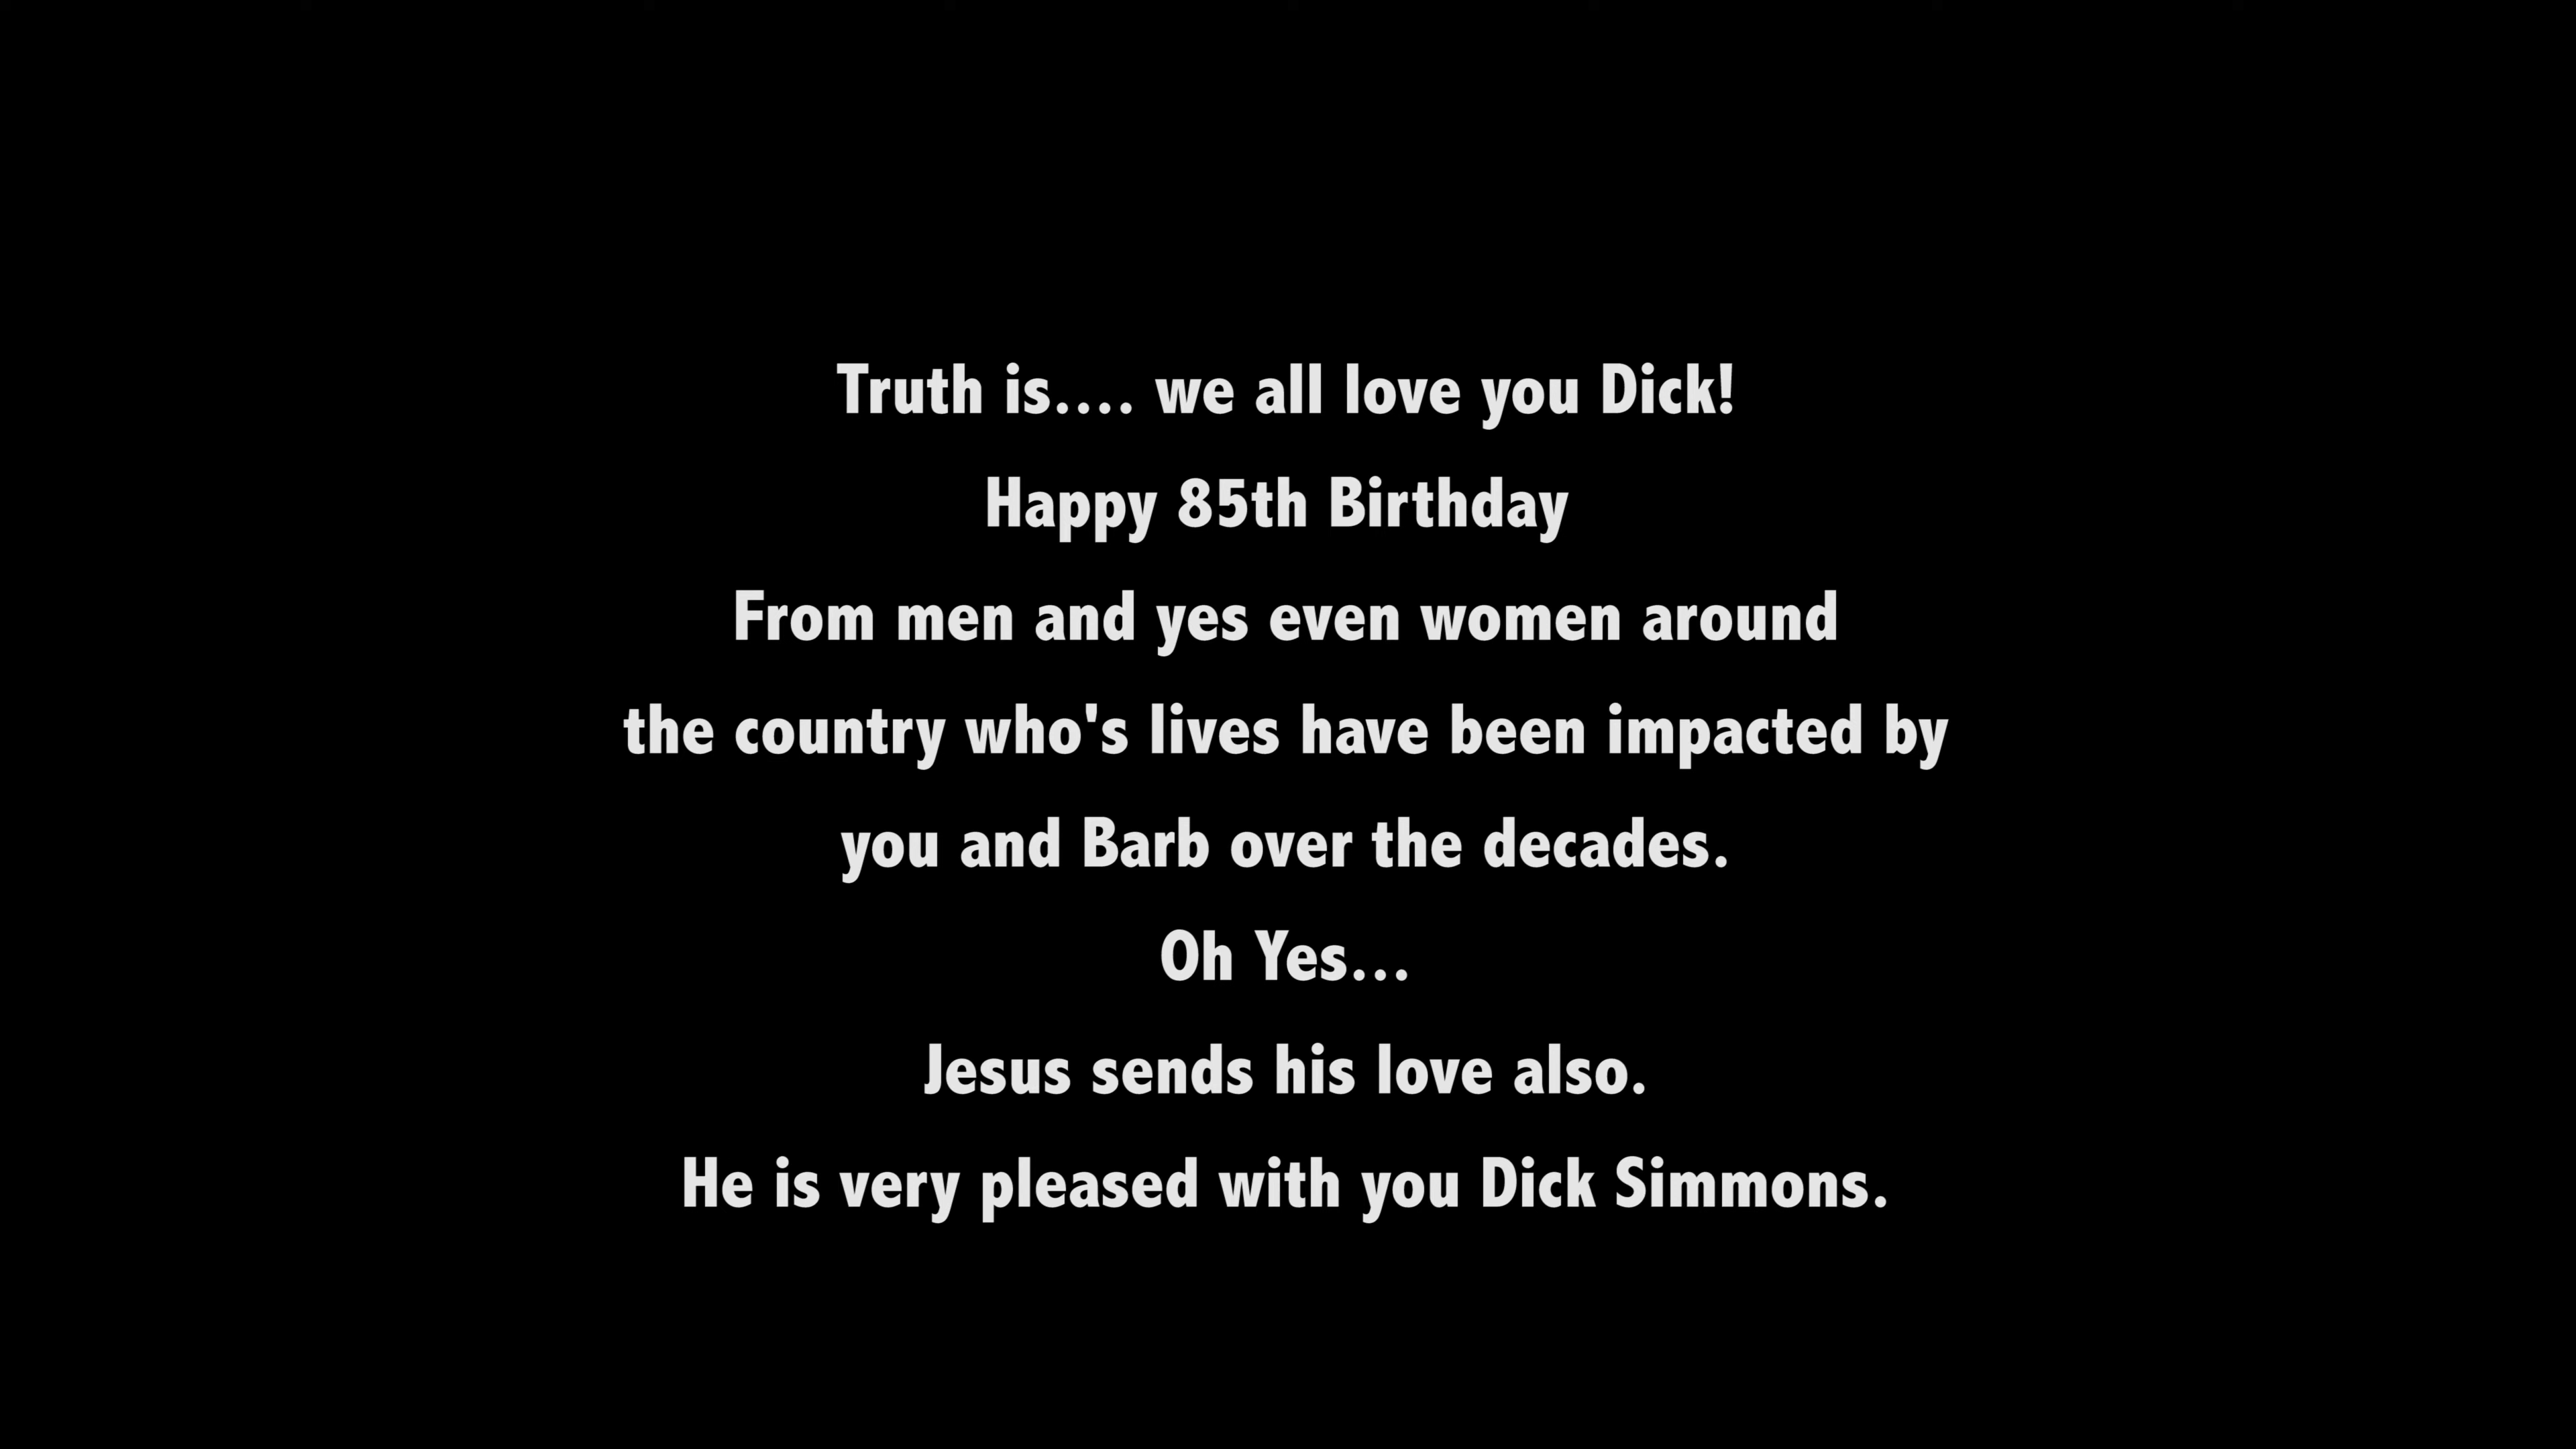 Truth is.... we all love you Dick!
Happy 85th Birthday
From men and yes even women around
the country who's lives have been impacted by
you and Barb over the decades.
Oh Yes...
Jesus sends his love also.
He is very pleased with you Dick Simmons.